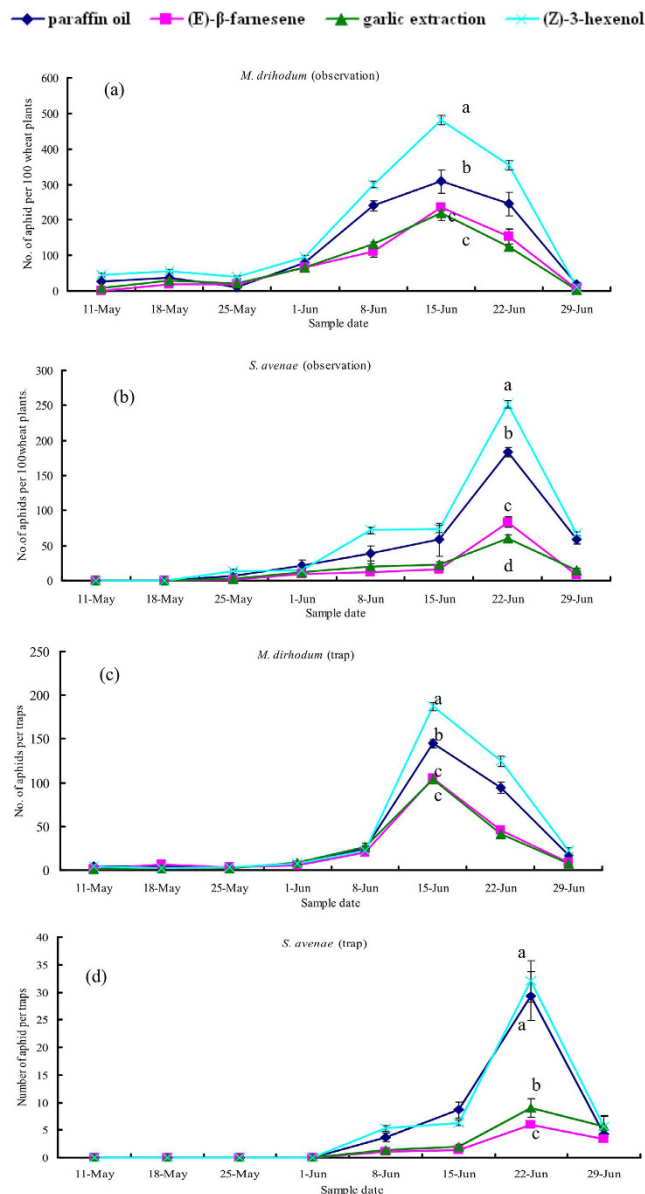 paraffin oil (E)-β-farnesene garlic extraction (Z)-3-hexenol
M. drihodum (observation)
(a)
No. of aphid per 100 wheat plants
600
500
400
300
200
100
0
a
b
c
c
11-May 18-May 25-May 1-Jun 8-Jun 15-Jun 22-Jun 29-Jun
Sample date
S. avenae (observation)
(b)
No.of aphids per 100wheat plants.
300
250
200
150
100
50
0
a
b
c
d
11-May 18-May 25-May 1-Jun 8-Jun 15-Jun 22-Jun 29-Jun
Sample date
M. dirhodum (trap)
(c)
No. of aphids per traps
250
200
150
100
50
0
a
b
c
c
11-May 18-May 25-May 1-Jun 8-Jun 15-Jun 22-Jun 29-Jun
Sample date
S. avenae (trap)
(d)
Number of aphid per traps
40
35
30
25
20
15
10
5
0
a
a
b
c
11-May 18-May 25-May 1-Jun 8-Jun 15-Jun 22-Jun 29-Jun
Sample date